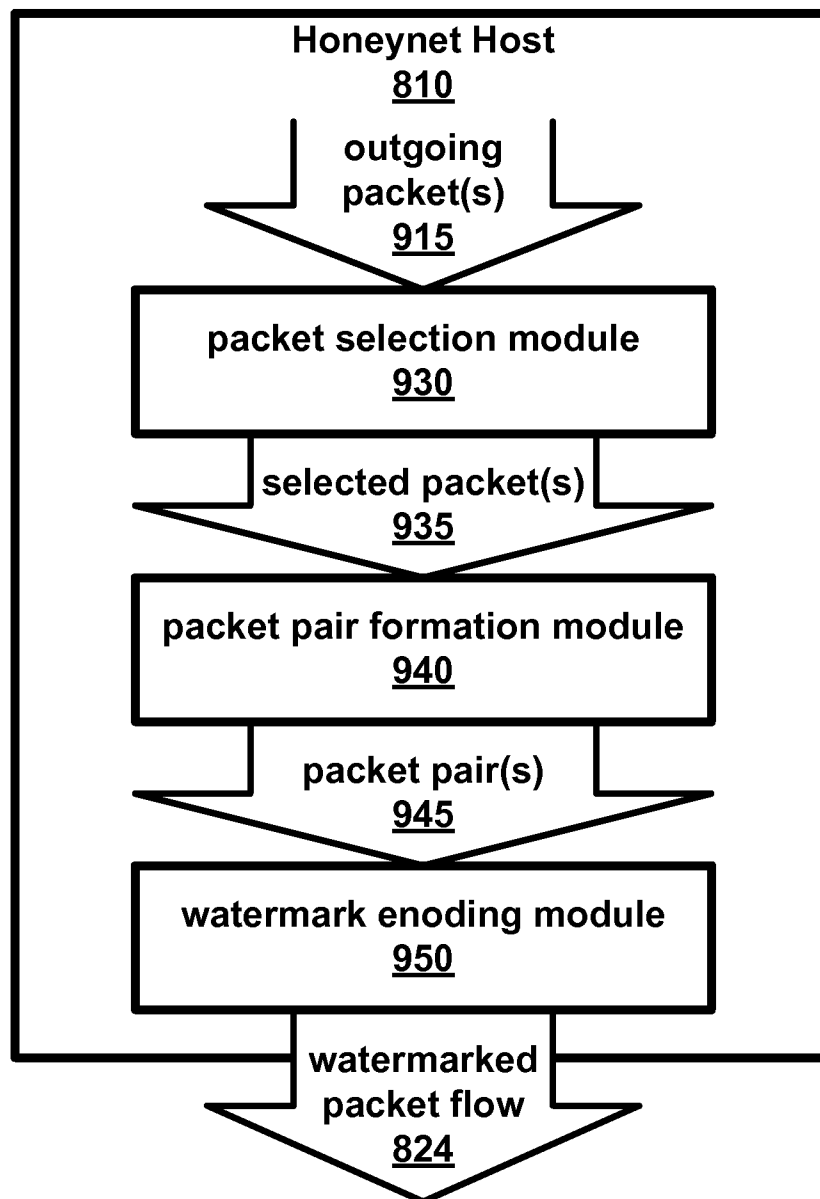 Honeynet Host
810
outgoing
packet(s)
915
packet selection module
930
selected packet(s)
935
packet pair formation module
940
packet pair(s)
945
watermark enoding module
950
watermarked
packet flow
824